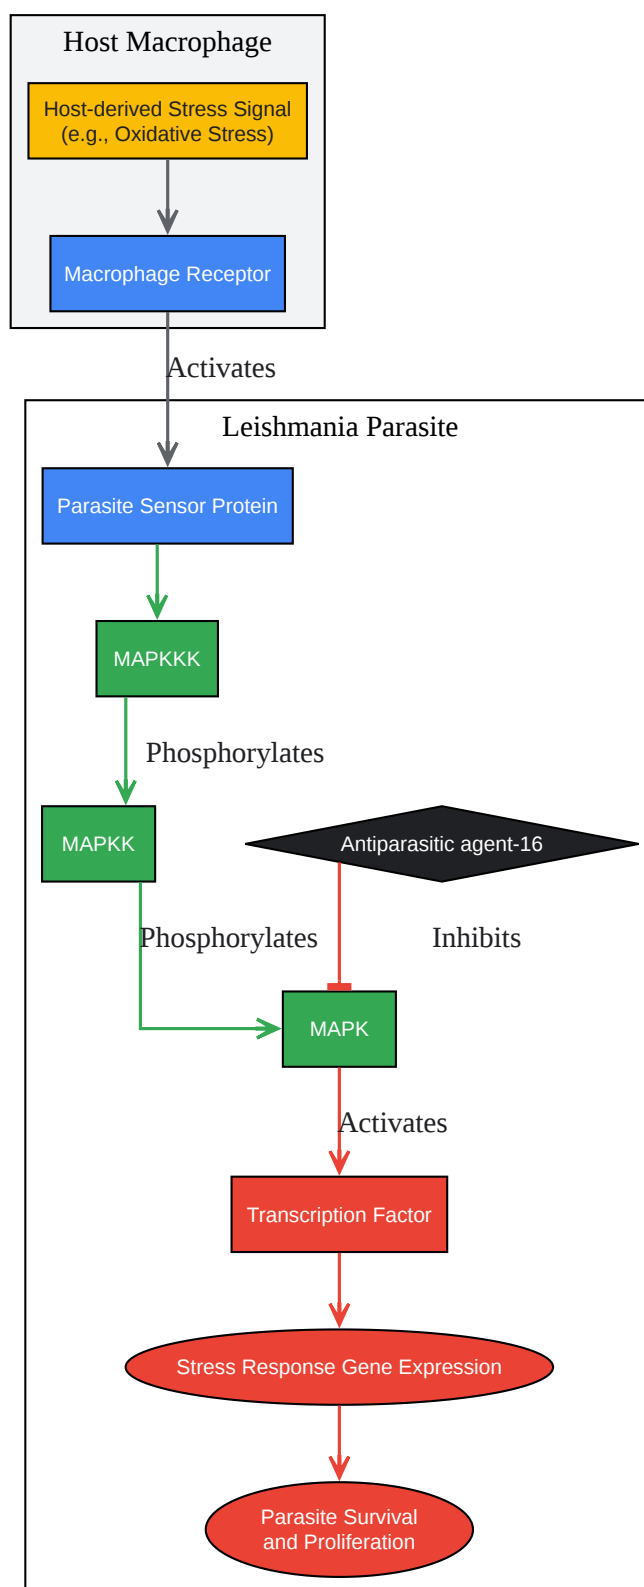 Host Macrophage
Host-derived Stress Signal
(e.g., Oxidative Stress)
Macrophage Receptor
Activates
Leishmania Parasite
Parasite Sensor Protein
MAPKKK
Phosphorylates
MAPKK
Antiparasitic agent-16
Phosphorylates
Inhibits
MAPK
Activates
Transcription Factor
Stress Response Gene Expression
Parasite Survival
and Proliferation